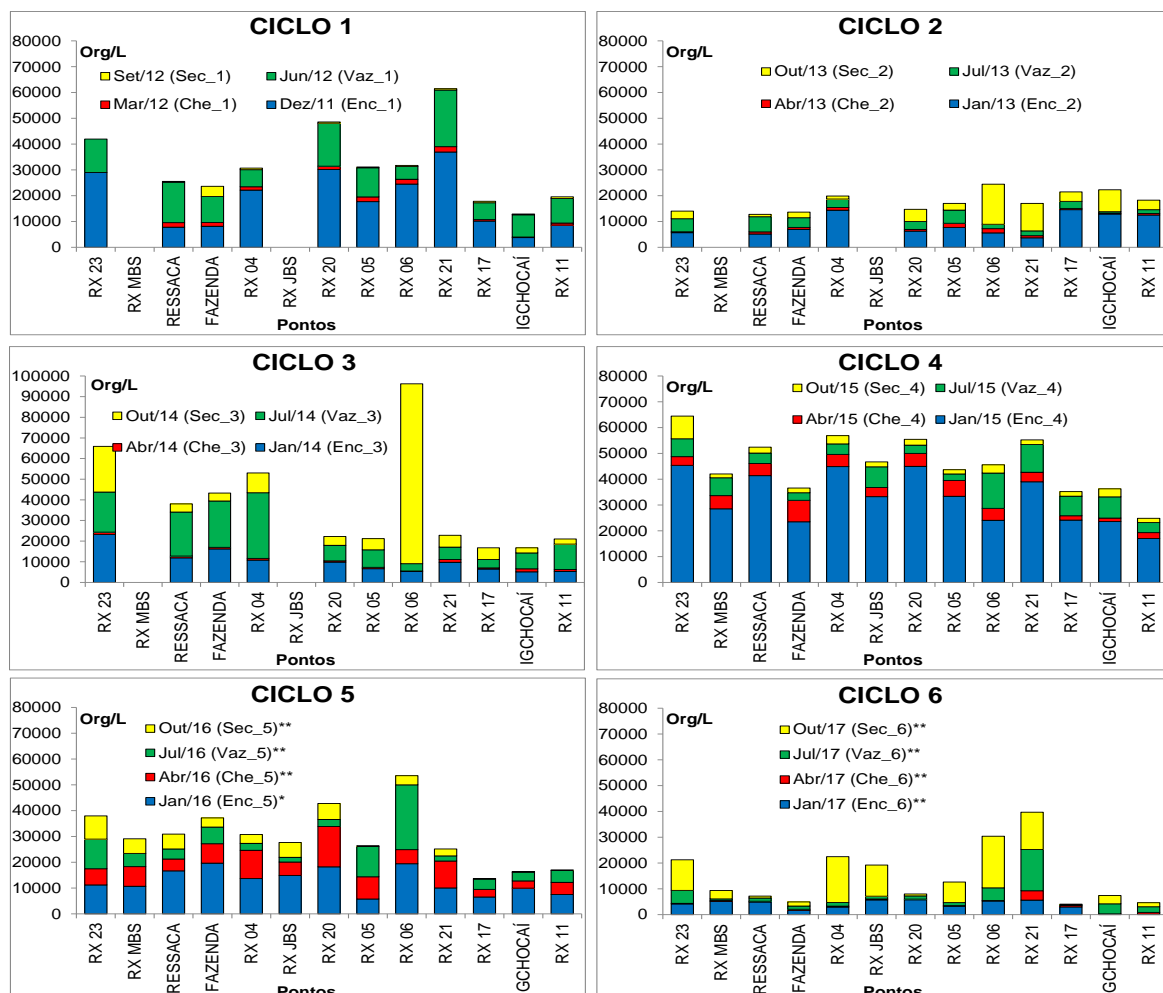 CICLO 1
Org/L
80000
70000
60000
50000
40000
30000
20000
10000
0
Set/12 (Sec_1) Jun/12 (Vaz_1)
Mar/12 (Che_1) Dez/11 (Enc_1)
RX 23 RX MBS RESSACA FAZENDA RX 04 RX JBS RX 20 RX 05 RX 06 RX 21 RX 17 IGCHOCAÍ RX 11
Pontos
CICLO 2
Org/L
80000
70000
60000
50000
40000
30000
20000
10000
0
Out/13 (Sec_2) Jul/13 (Vaz_2)
Abr/13 (Che_2) Jan/13 (Enc_2)
RX 23 RX MBS RESSACA FAZENDA RX 04 RX JBS RX 20 RX 05 RX 06 RX 21 RX 17 IGCHOCAÍ RX 11
Pontos
CICLO 3
Org/L
100000
90000
80000
70000
60000
50000
40000
30000
20000
10000
0
Out/14 (Sec_3) Jul/14 (Vaz_3)
Abr/14 (Che_3) Jan/14 (Enc_3)
RX 23 RX MBS RESSACA FAZENDA RX 04 RX JBS RX 20 RX 05 RX 06 RX 21 RX 17 IGCHOCAÍ RX 11
Pontos
CICLO 4
Org/L
80000
70000
60000
50000
40000
30000
20000
10000
0
Out/15 (Sec_4) Jul/15 (Vaz_4)
Abr/15 (Che_4) Jan/15 (Enc_4)
RX 23 RX MBS RESSACA FAZENDA RX 04 RX JBS RX 20 RX 05 RX 06 RX 21 RX 17 IGCHOCAÍ RX 11
Pontos
CICLO 5
Org/L
80000
70000
60000
50000
40000
30000
20000
10000
0
Out/16 (Sec_5)**
Jul/16 (Vaz_5)**
Abr/16 (Che_5)**
Jan/16 (Enc_5)*
RX 23 RX MBS RESSACA FAZENDA RX 04 RX JBS RX 20 RX 05 RX 06 RX 21 RX 17 IGCHOCAÍ RX 11
Pontos
CICLO 6
Org/L
80000
70000
60000
50000
40000
30000
20000
10000
0
Out/17 (Sec_6)**
Jul/17 (Vaz_6)**
Abr/17 (Che_6)**
Jan/17 (Enc_6)**
RX 23 RX MBS RESSACA FAZENDA RX 04 RX JBS RX 20 RX 05 RX 06 RX 21 RX 17 GCHOCAÍ RX 11
Pontos